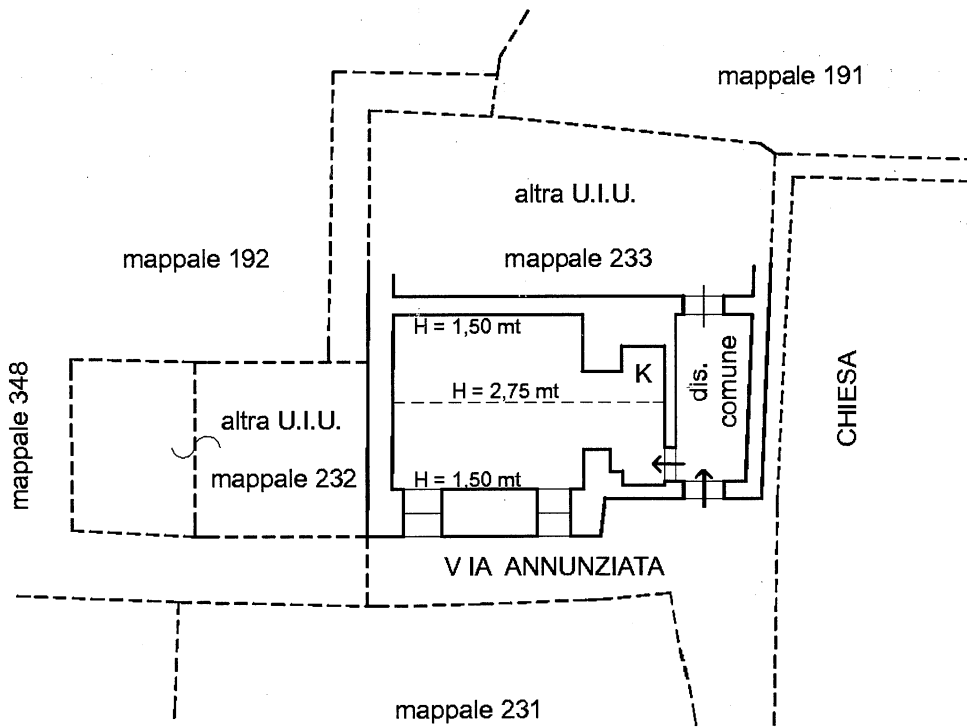 mappale 191
altra U.I.U.
mappale 233
mappale 192
H = 1,50 mt
K
dis.
comune
H = 2,75 mt
mappale 348
altra U.I.U.
mappale 232
H = 1,50 mt
CHIESA
VIA ANNUNZIATA
mappale 231